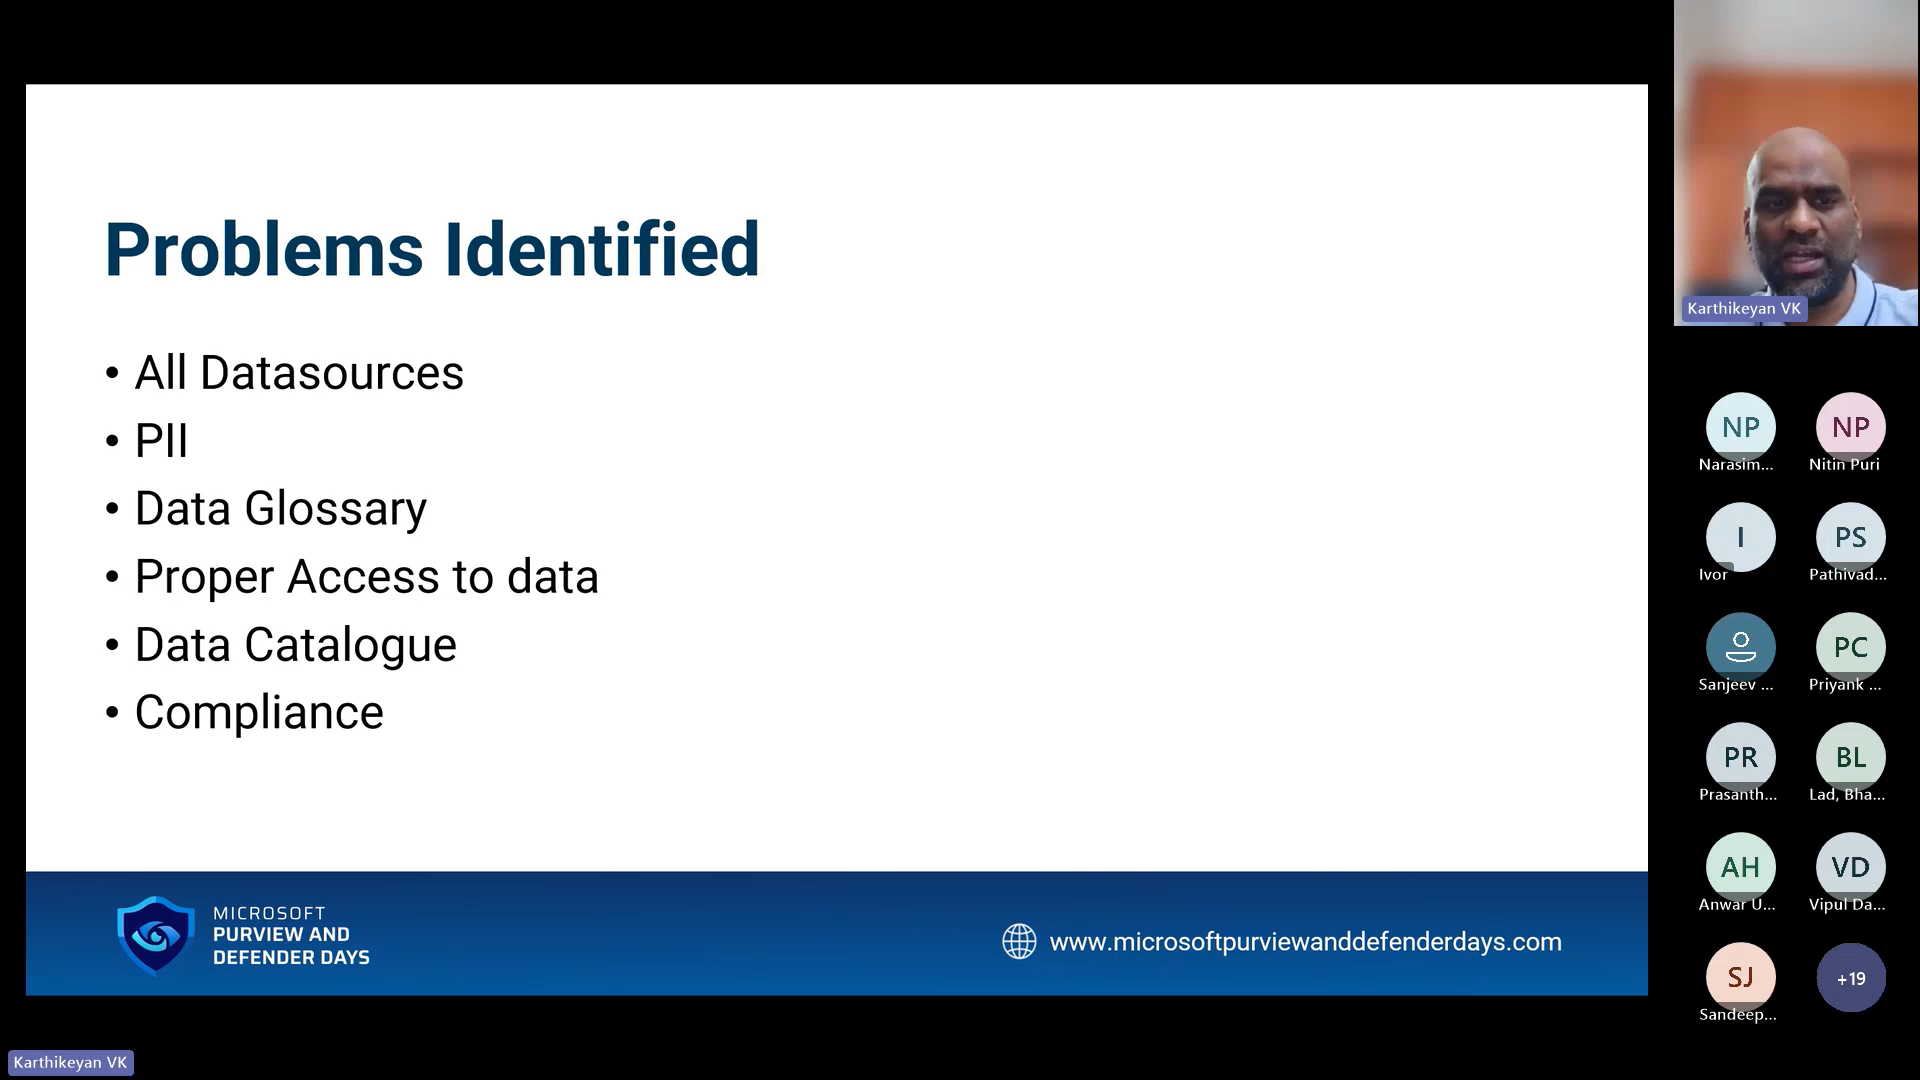 Problems Identified
• All Datasources
• PII
• Data Glossary
• Proper Access to data
• Data Catalogue
• Compliance
MICROSOFT
PURVIEW AND
DEFENDER DAYS
www.microsoftpurviewanddefenderdays.com
Karthikeyan VK
Karthikeyan VK
NP
Narasim...
NP
Nitin Puri
I
Ivor
PS
Pathivad...
Sanjeev ...
PC
Priyank ...
PR
Prasanth...
BL
Lad, Bha...
AH
Anwar U...
VD
Vipul Da...
SJ
Sandeep...
+19